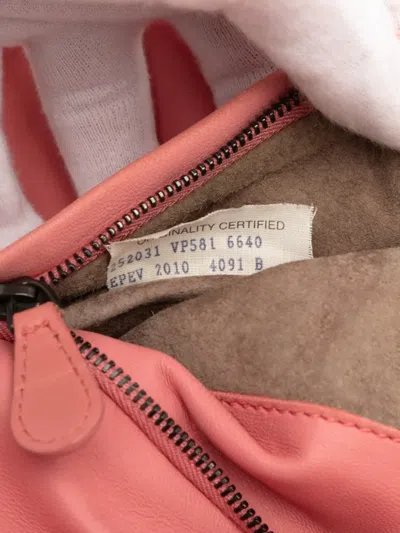 ORIGINALITY CERTIFIED
252031 VP581 6640
EPEV 2010 4091 B